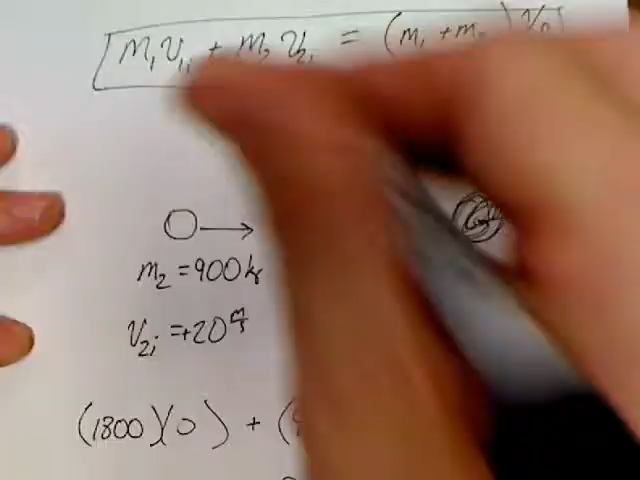 m₁v₁ᵢ + m₂v₂ᵢ = (m₁ + m₂)
m₂ = 900 kg
v₂ᵢ = +20 m/s
(1800)(0) + (